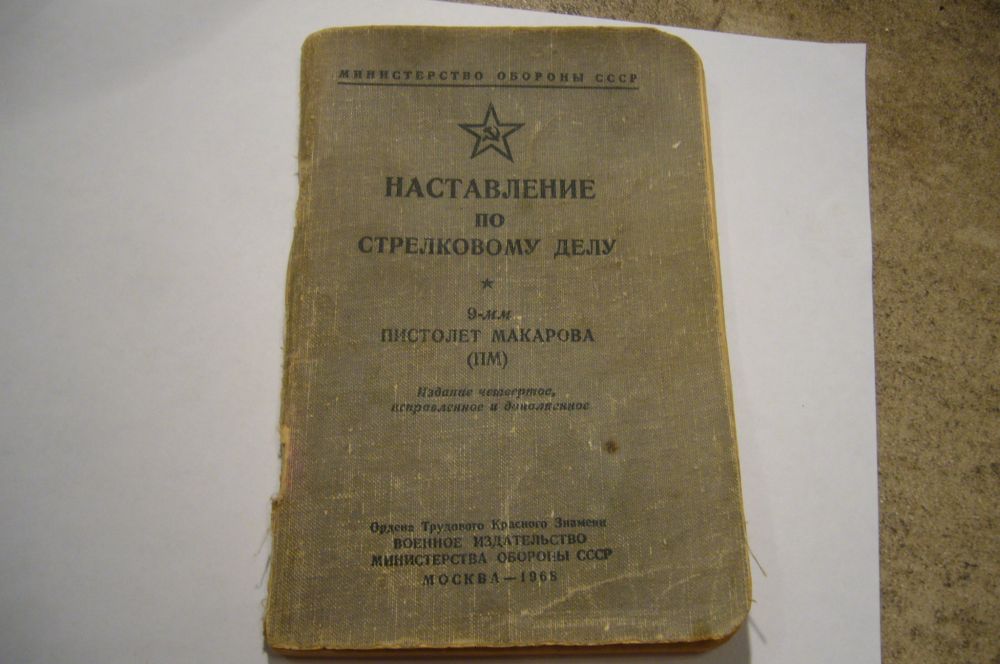 МИНИСТЕРСТВО ОБОРОНЫ СССР
НАСТАВЛЕНИЕ
ПО
СТРЕЛКОВОМУ ДЕЛУ
9-мм
ПИСТОЛЕТ МАКАРОВА
(ПМ)
Издание четвертое,
исправленное и дополненное
Ордена Трудового Красного Знамени
ВОЕННОЕ ИЗДАТЕЛЬСТВО
МИНИСТЕРСТВА ОБОРОНЫ СССР
МОСКВА—1968